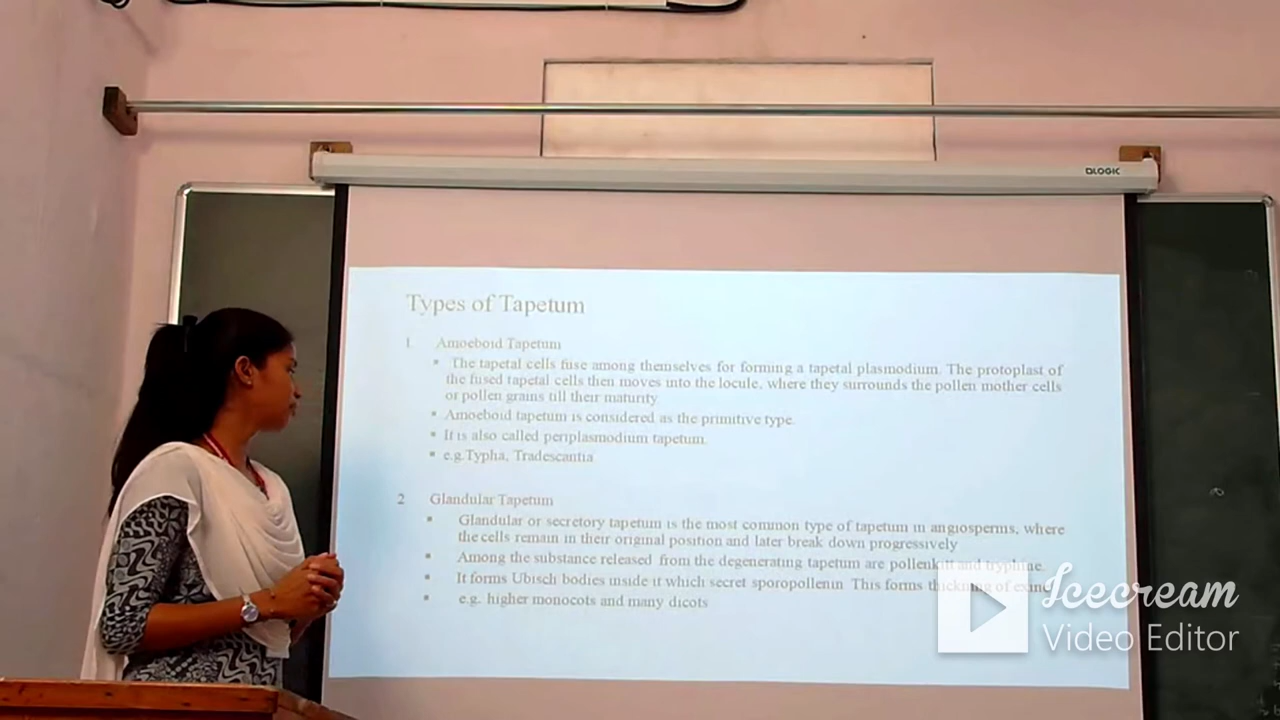 DLOGIC
Types of Tapetum
1 Amoeboid Tapetum
▪ The tapetal cells fuse among themselves for forming a tapetal plasmodium. The protoplast of
the fused tapetal cells then moves into the locule, where they surrounds the pollen mother cells
or pollen grains till their maturity
▪ Amoeboid tapetum is considered as the primitive type.
▪ It is also called periplasmodium tapetum.
▪ e.g.Typha, Tradescantia
2 Glandular Tapetum
▪ Glandular or secretory tapetum is the most common type of tapetum in angiosperms, where
the cells remain in their original position and later break down progressively
▪ Among the substance released from the degenerating tapetum are pollenkitt and tryphine.
▪ It forms Ubisch bodies inside it which secret sporopollenin. This forms thickning of exine
▪ e.g. higher monocots and many dicots
Icecream
Video Editor